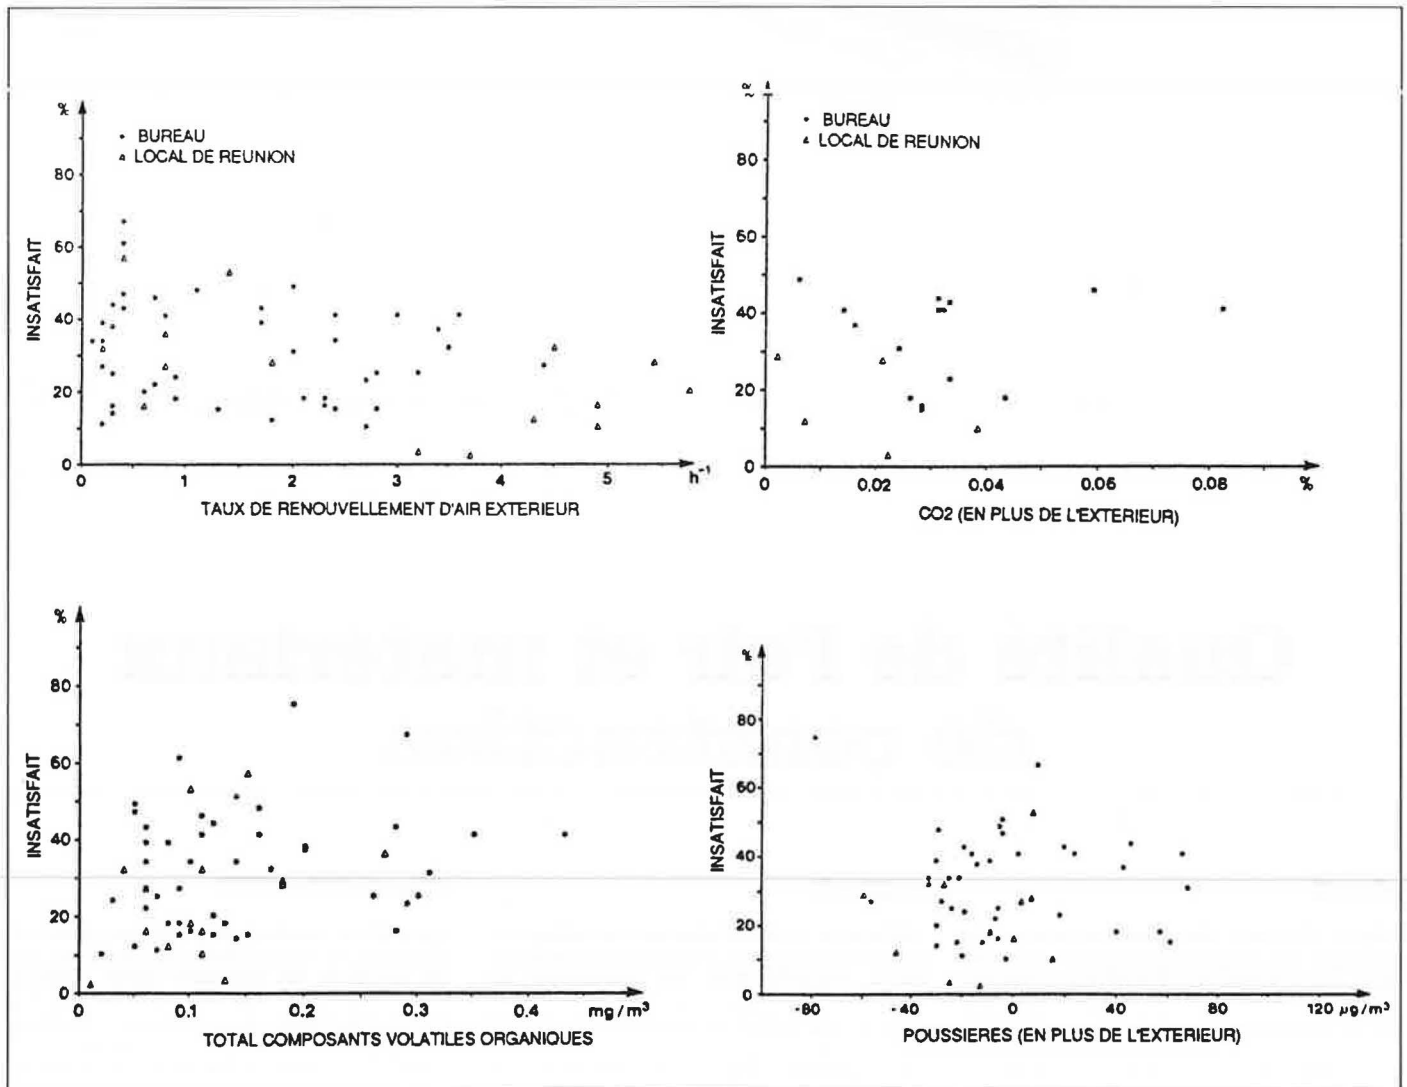 %
• BUREAU
▵ LOCAL DE REUNION
80
60
40
20
0
INSATISFAIT
0 1 2 3 4 5 h⁻¹
TAUX DE RENOUVELLEMENT D'AIR EXTERIEUR
• BUREAU
▵ LOCAL DE REUNION
80
60
40
20
0
INSATISFAIT
0 0.02 0.04 0.06 0.08 %
CO2 (EN PLUS DE L'EXTERIEUR)
%
80
60
40
20
0
INSATISFAIT
0 0.1 0.2 0.3 0.4 mg/m³
TOTAL COMPOSANTS VOLATILES ORGANIQUES
%
80
60
40
20
0
INSATISFAIT
-80 -40 0 40 80 120 µg/m³
POUSSIERES (EN PLUS DE L'EXTERIEUR)